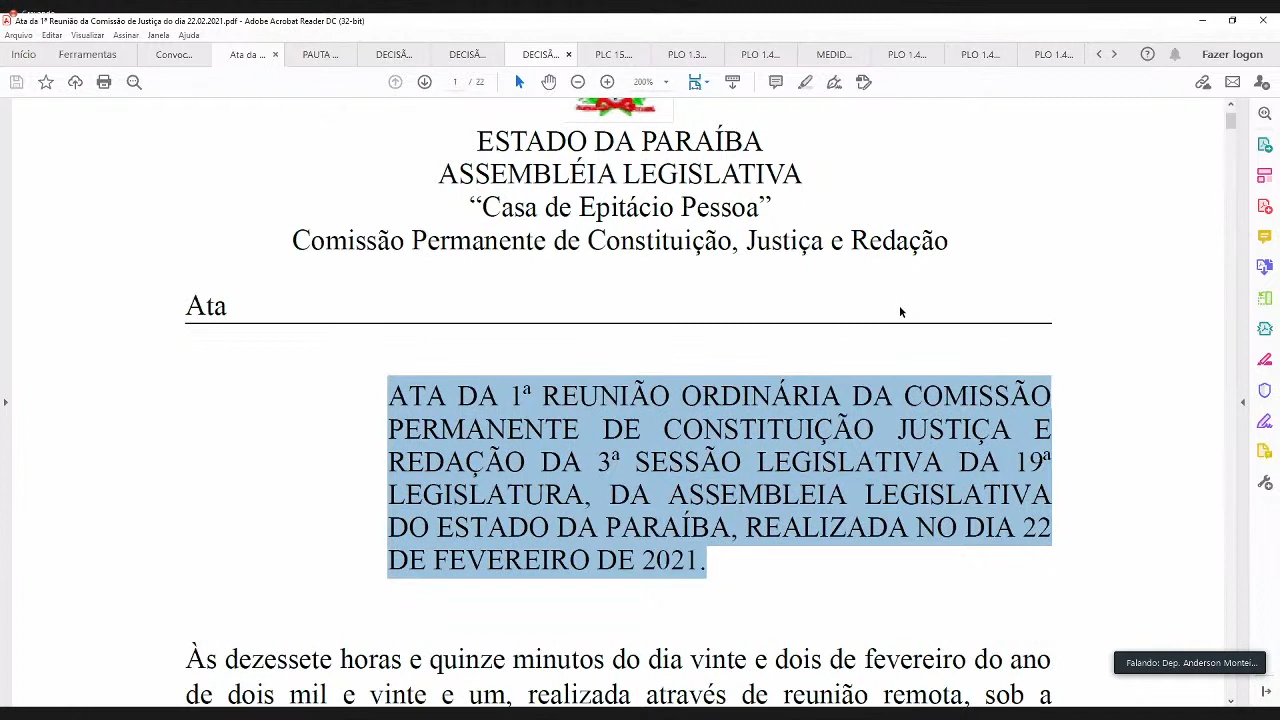 Ata da 1ª Reunião da Comissão de Justiça do dia 22.02.2021.pdf - Adobe Acrobat Reader DC (32-bit)
Arquivo Editar Visualizar Assinar Janela Ajuda
Início Ferramentas Convoc... Ata da ... × PAUTA ... DECISÃ... DECISÃ... DECISÃ... × PLC 15... PLO 1.3... PLO 1.4... MEDID... PLO 1.4... PLO 1.4... PLO 1.4... Fazer logon
1 / 22 200%
ESTADO DA PARAÍBA
ASSEMBLÉIA LEGISLATIVA
“Casa de Epitácio Pessoa”
Comissão Permanente de Constituição, Justiça e Redação
Ata
ATA DA 1ª REUNIÃO ORDINÁRIA DA COMISSÃO
PERMANENTE DE CONSTITUIÇÃO JUSTIÇA E
REDAÇÃO DA 3ª SESSÃO LEGISLATIVA DA 19ª
LEGISLATURA, DA ASSEMBLEIA LEGISLATIVA
DO ESTADO DA PARAÍBA, REALIZADA NO DIA 22
DE FEVEREIRO DE 2021.
Às dezessete horas e quinze minutos do dia vinte e dois de fevereiro do ano
de dois mil e vinte e um, realizada através de reunião remota, sob a
Falando: Dep. Anderson Montei...